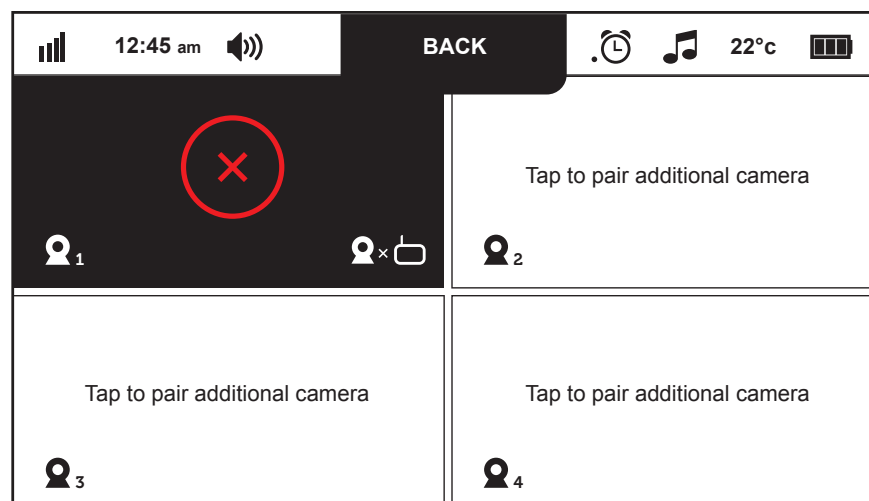 12:45 am BACK 22°c
Tap to pair additional camera
1 2
Tap to pair additional camera Tap to pair additional camera
3 4